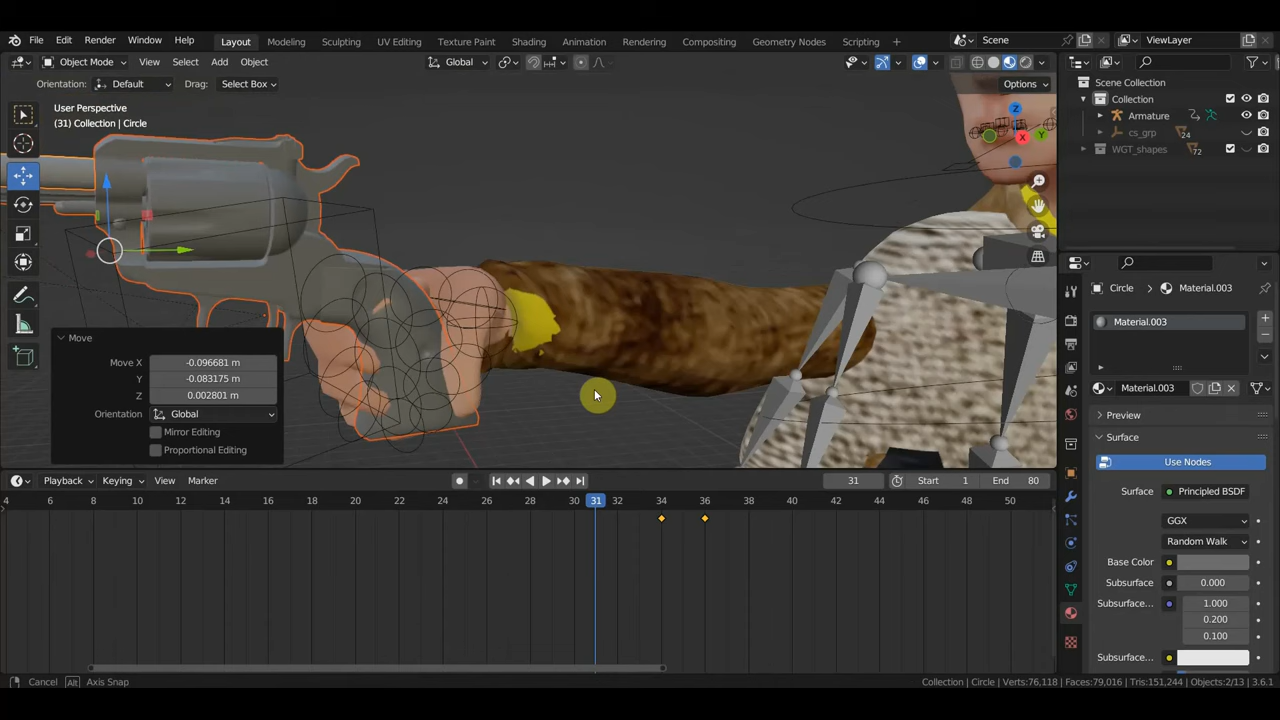 File Edit Render Window Help Layout Modeling Sculpting UV Editing Texture Paint Shading Animation Rendering Compositing Geometry Nodes Scripting + Scene ViewLayer
Object Mode View Select Add Object Global
Orientation: Default Drag: Select Box Options
User Perspective
(31) Collection | Circle
Z
Y
X
Scene Collection
Collection
Armature
cs_grp 24
WGT_shapes 72
Move
Move X -0.096681 m
Y -0.083175 m
Z 0.002801 m
Orientation Global
Mirror Editing
Proportional Editing
Circle > Material.003
Material.003
Material.003
Preview
Surface
Use Nodes
Surface Principled BSDF
GGX
Random Walk
Base Color
Subsurface 0.000
Subsurface... 1.000
0.200
0.100
Subsurface...
Playback Keying View Marker 31 Start 1 End 80
4 6 8 10 12 14 16 18 20 22 24 26 28 30 31 32 34 36 38 40 42 44 46 48 50
Cancel Alt Axis Snap Collection | Circle | Verts:76,118 | Faces:79,016 | Tris:151,244 | Objects:2/13 | 3.6.1